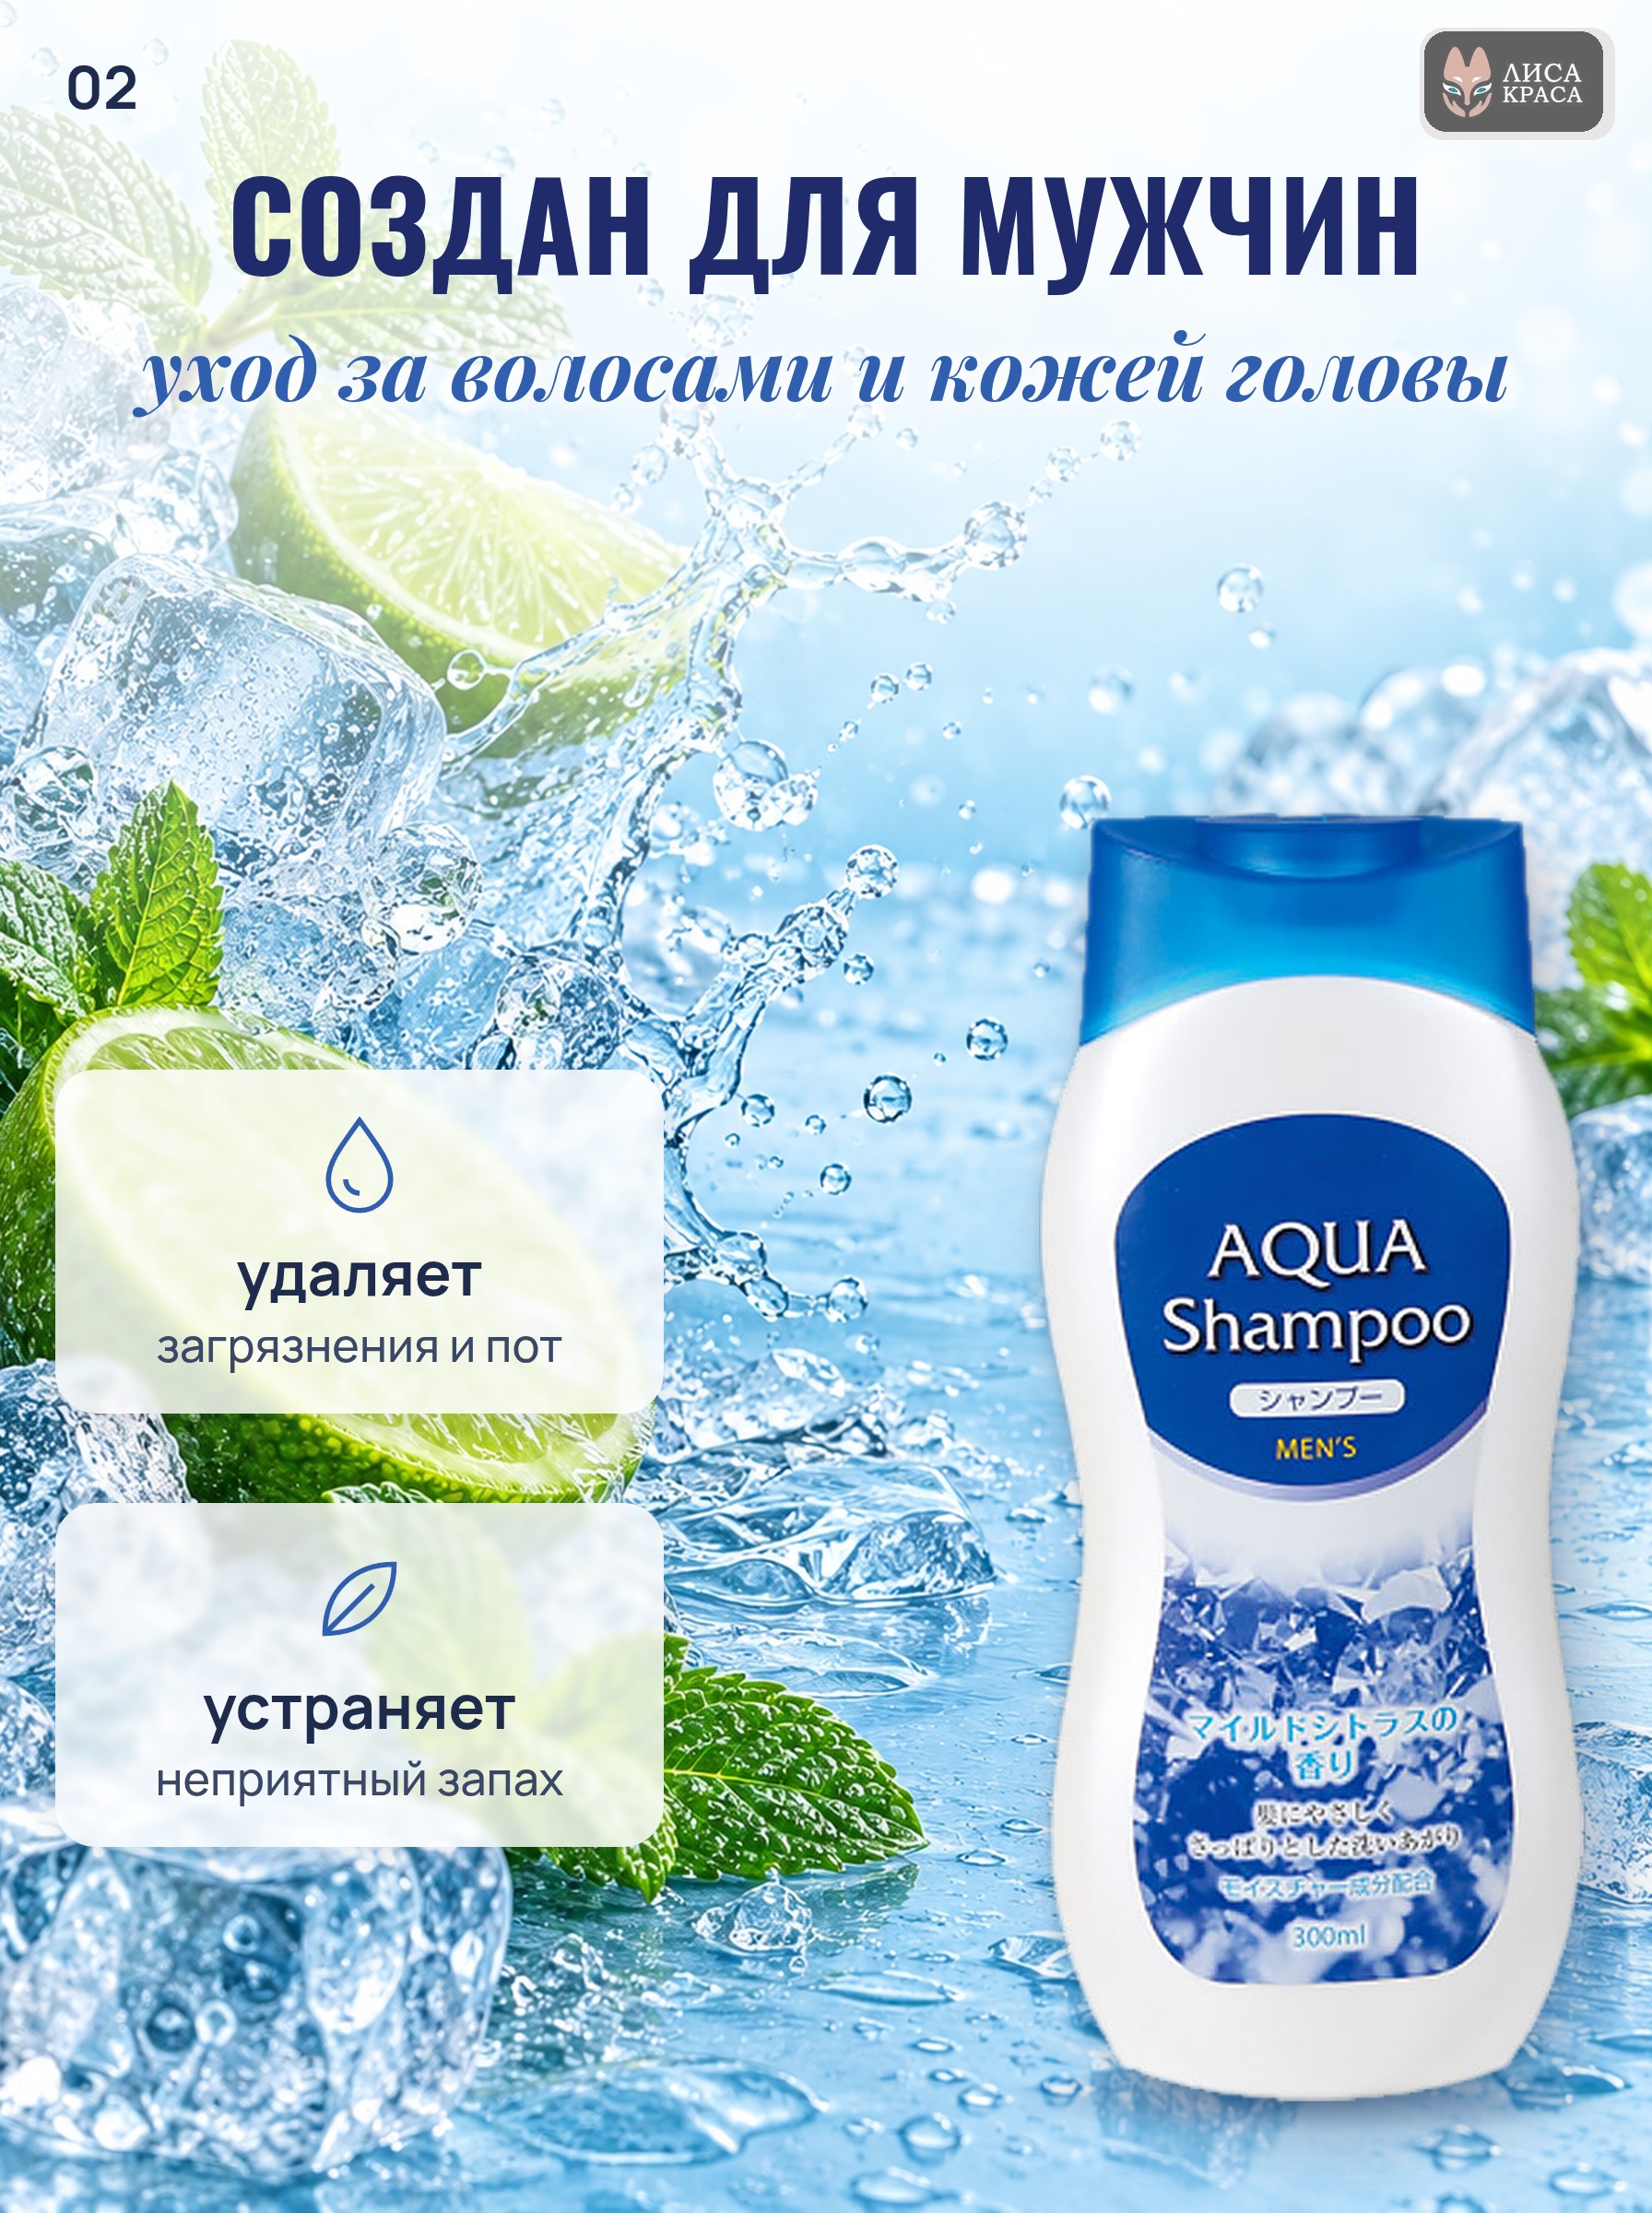 02
ЛИСА
КРАСА
СОЗДАН ДЛЯ МУЖЧИН
уход за волосами и кожей головы
удаляет
загрязнения и пот
устраняет
неприятный запах
AQUA
Shampoo
シャンプー
MEN'S
マイルドシトラスの
香り
髪にやさしく
さっぱりとした洗いあがり
モイスチャー成分配合
300ml